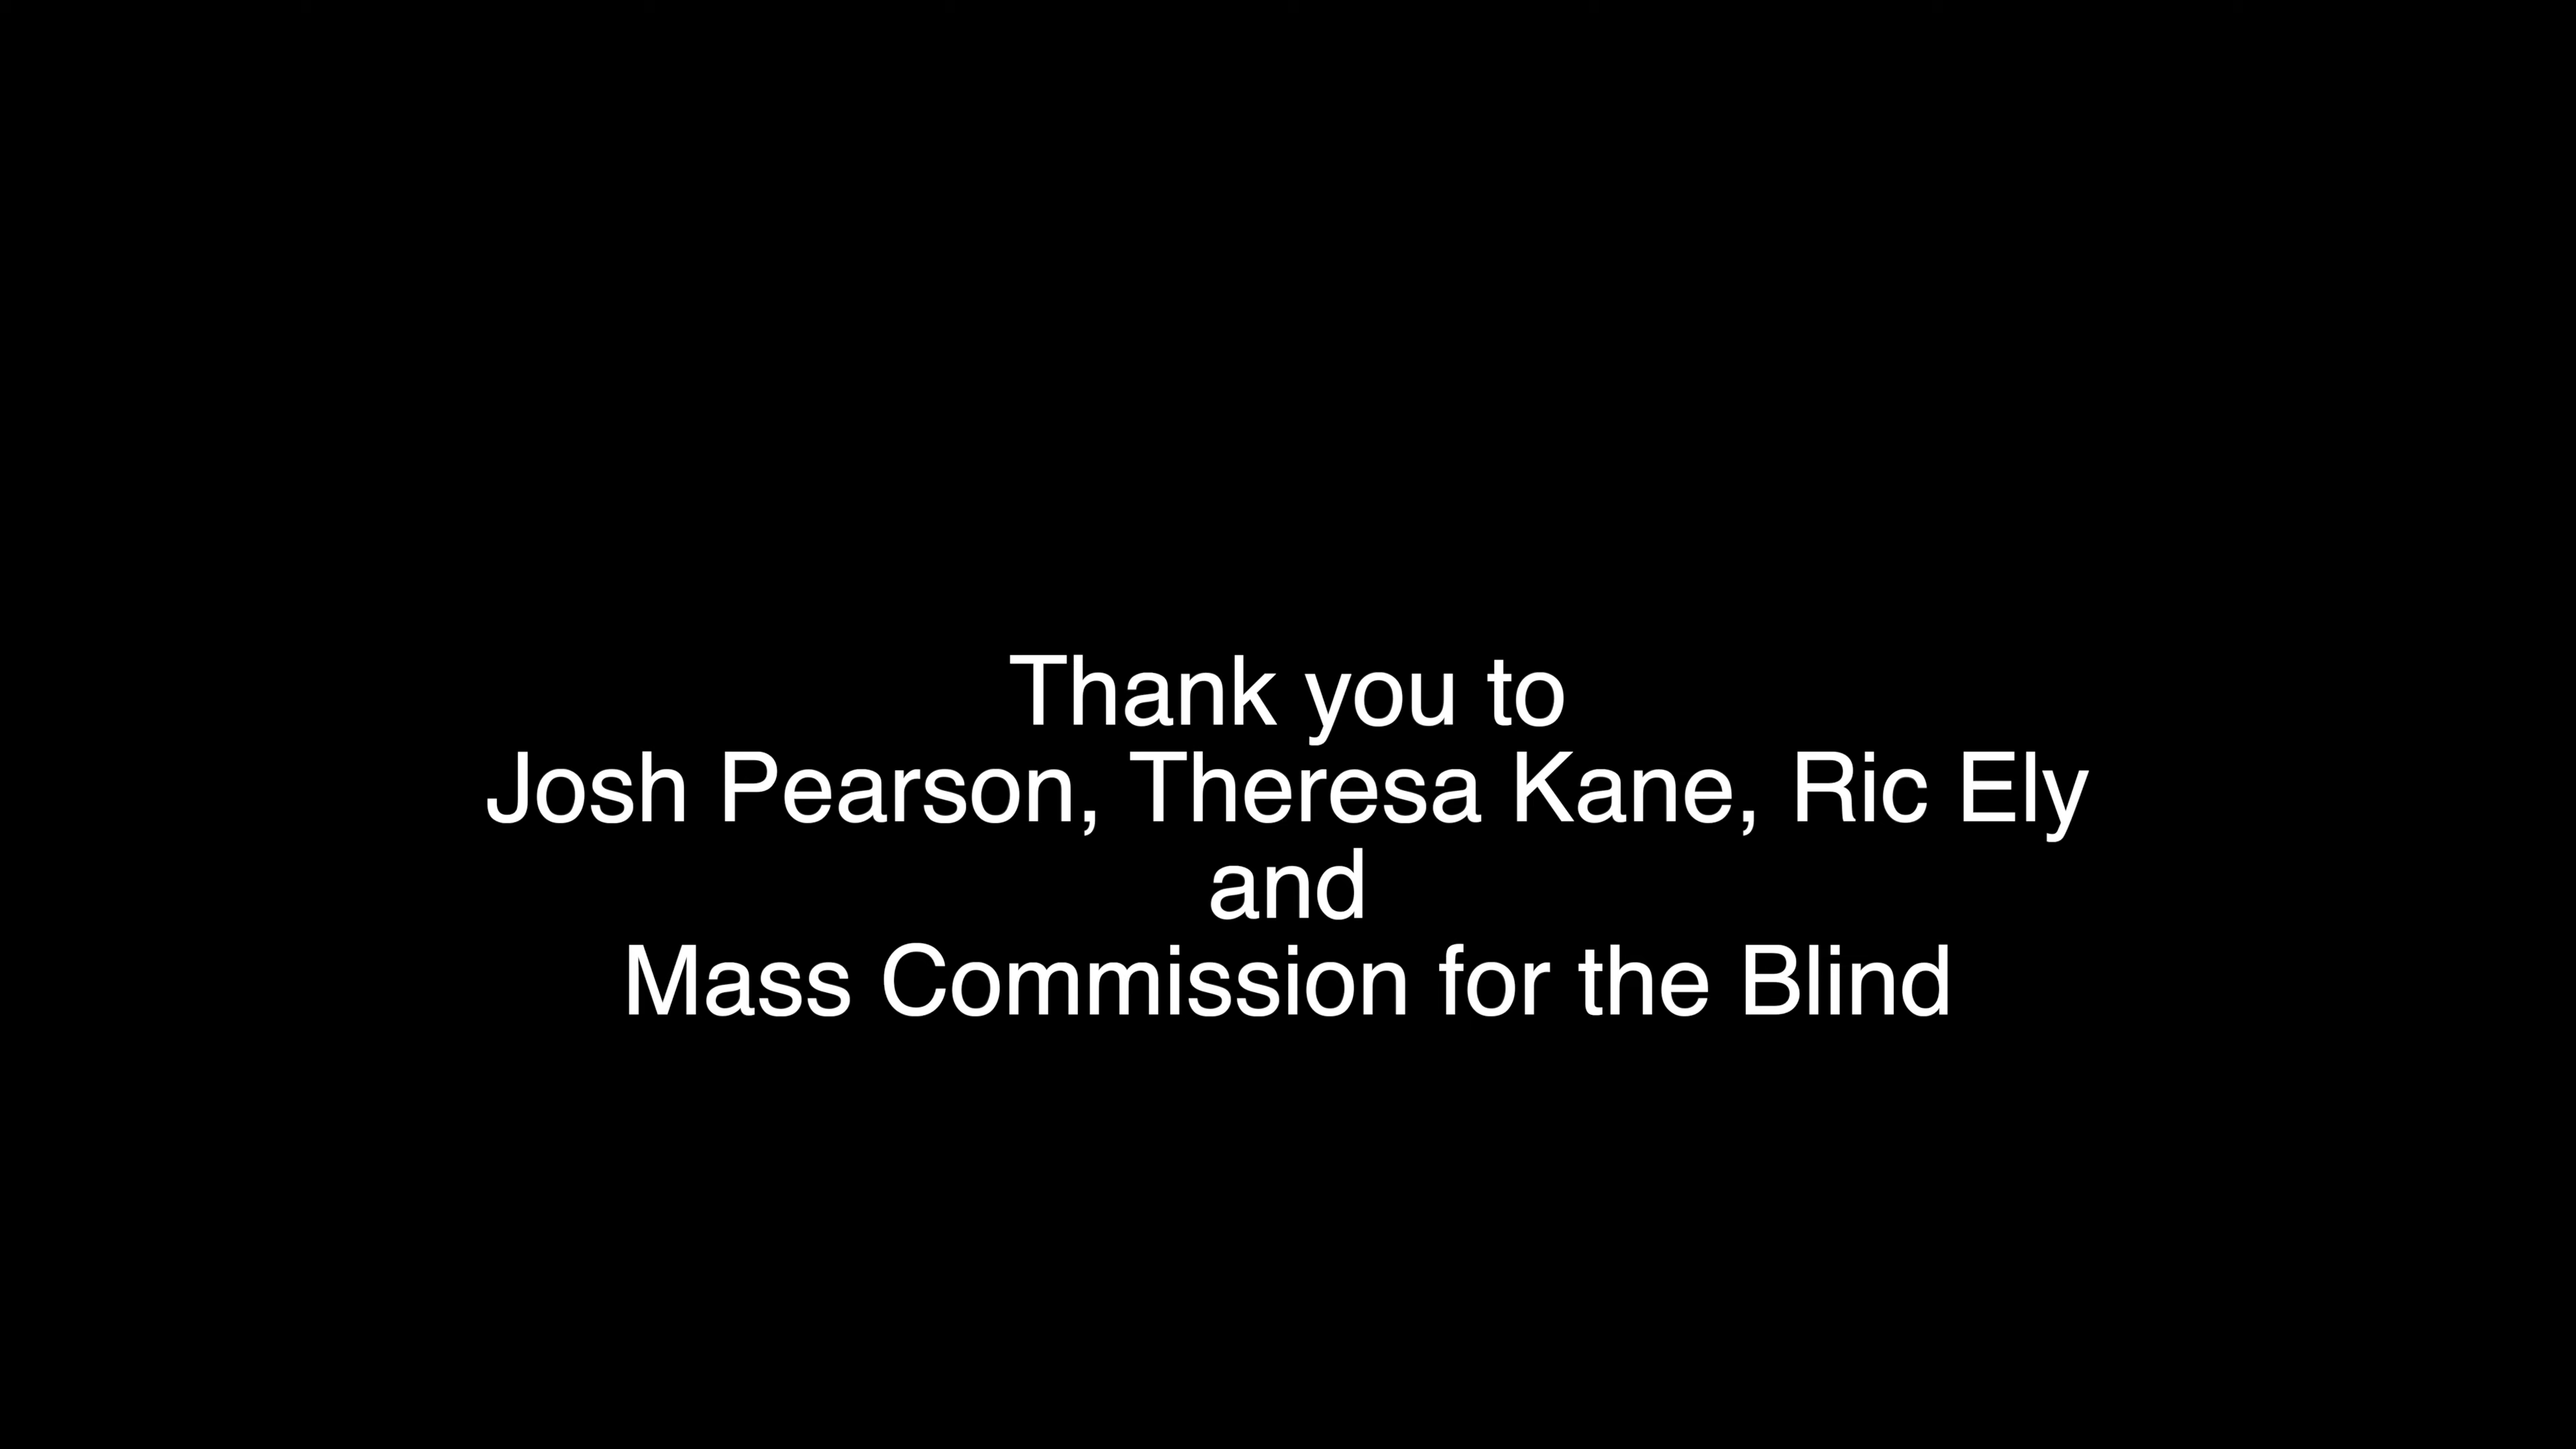 Thank you to
Josh Pearson, Theresa Kane, Ric Ely
and
Mass Commission for the Blind